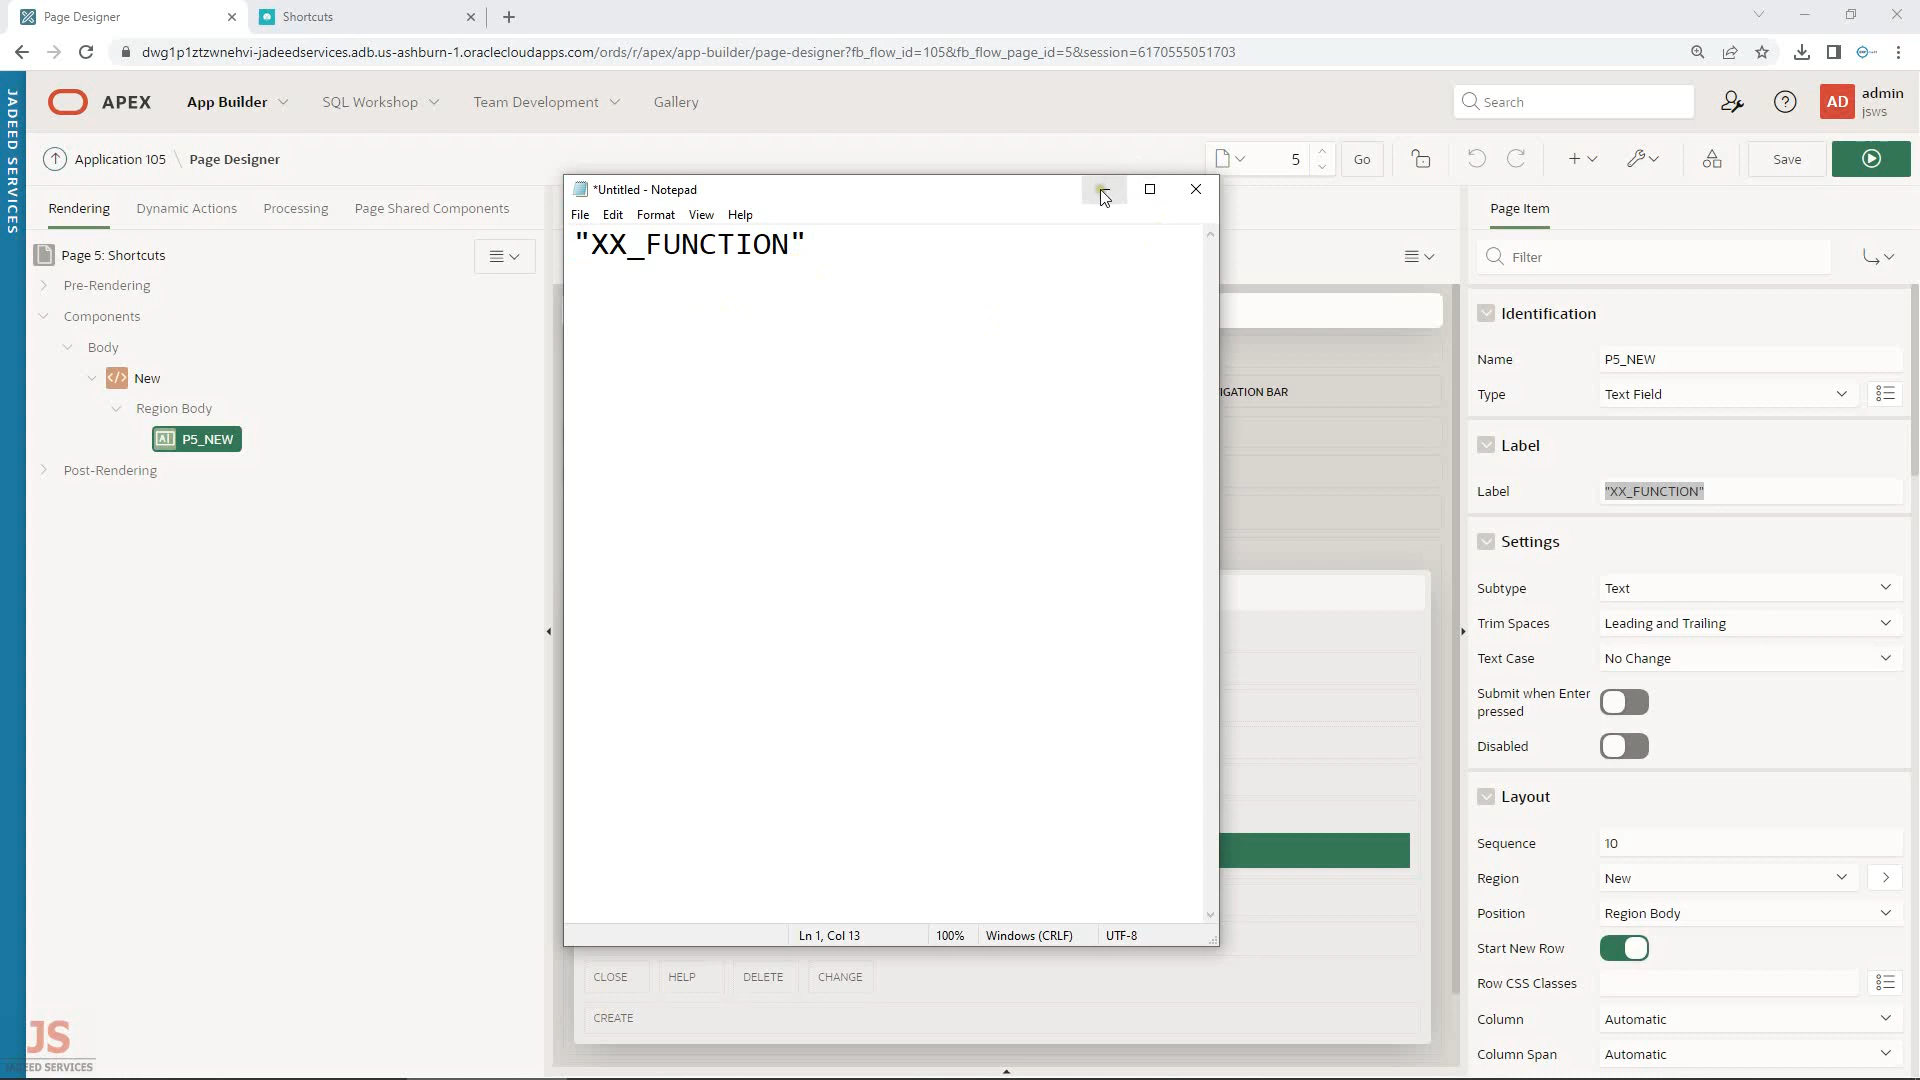 Page Designer
Shortcuts
dwg1p1ztzwnehvi-jadeedservices.adb.us-ashburn-1.oraclecloudapps.com/ords/r/apex/app-builder/page-designer?fb_flow_id=105&fb_flow_page_id=5&session=6170555051703
JADEED SERVICES
APEX
App Builder
SQL Workshop
Team Development
Gallery
Search
AD
admin
jsws
Application 105 \ Page Designer
5
Go
Save
Rendering
Dynamic Actions
Processing
Page Shared Components
Page 5: Shortcuts
Pre-Rendering
Components
Body
New
Region Body
P5_NEW
Post-Rendering
*Untitled - Notepad
File
Edit
Format
View
Help
"XX_FUNCTION"
Ln 1, Col 13
100%
Windows (CRLF)
UTF-8
IGATION BAR
CLOSE
HELP
DELETE
CHANGE
CREATE
Page Item
Filter
Identification
Name
P5_NEW
Type
Text Field
Label
Label
"XX_FUNCTION"
Settings
Subtype
Text
Trim Spaces
Leading and Trailing
Text Case
No Change
Submit when Enter
pressed
Disabled
Layout
Sequence
10
Region
New
Position
Region Body
Start New Row
Row CSS Classes
Column
Automatic
Column Span
Automatic
JS
JADEED SERVICES